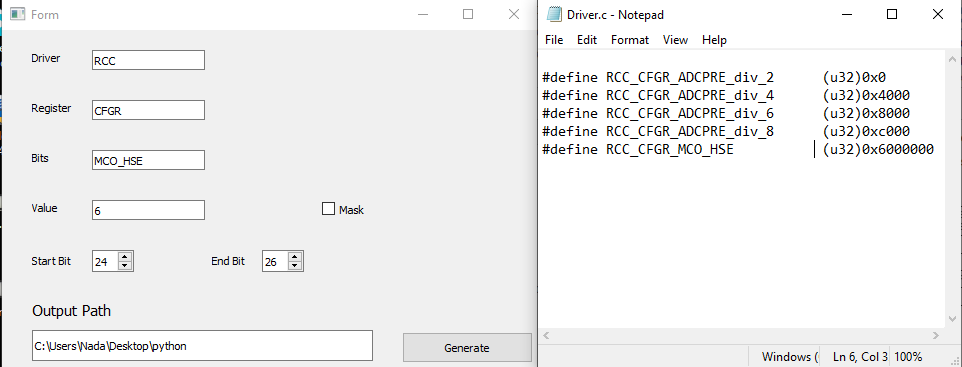 Form
Driver
RCC
Register
CFGR
Bits
MCO_HSE
Value
6
Mask
Start Bit
24
End Bit
26
Output Path
C:\Users\Nada\Desktop\python
Generate
Driver.c - Notepad
File Edit Format View Help
#define RCC_CFGR_ADCPRE_div_2 (u32)0x0
#define RCC_CFGR_ADCPRE_div_4 (u32)0x4000
#define RCC_CFGR_ADCPRE_div_6 (u32)0x8000
#define RCC_CFGR_ADCPRE_div_8 (u32)0xc000
#define RCC_CFGR_MCO_HSE (u32)0x6000000
Windows (
Ln 6, Col 3
100%